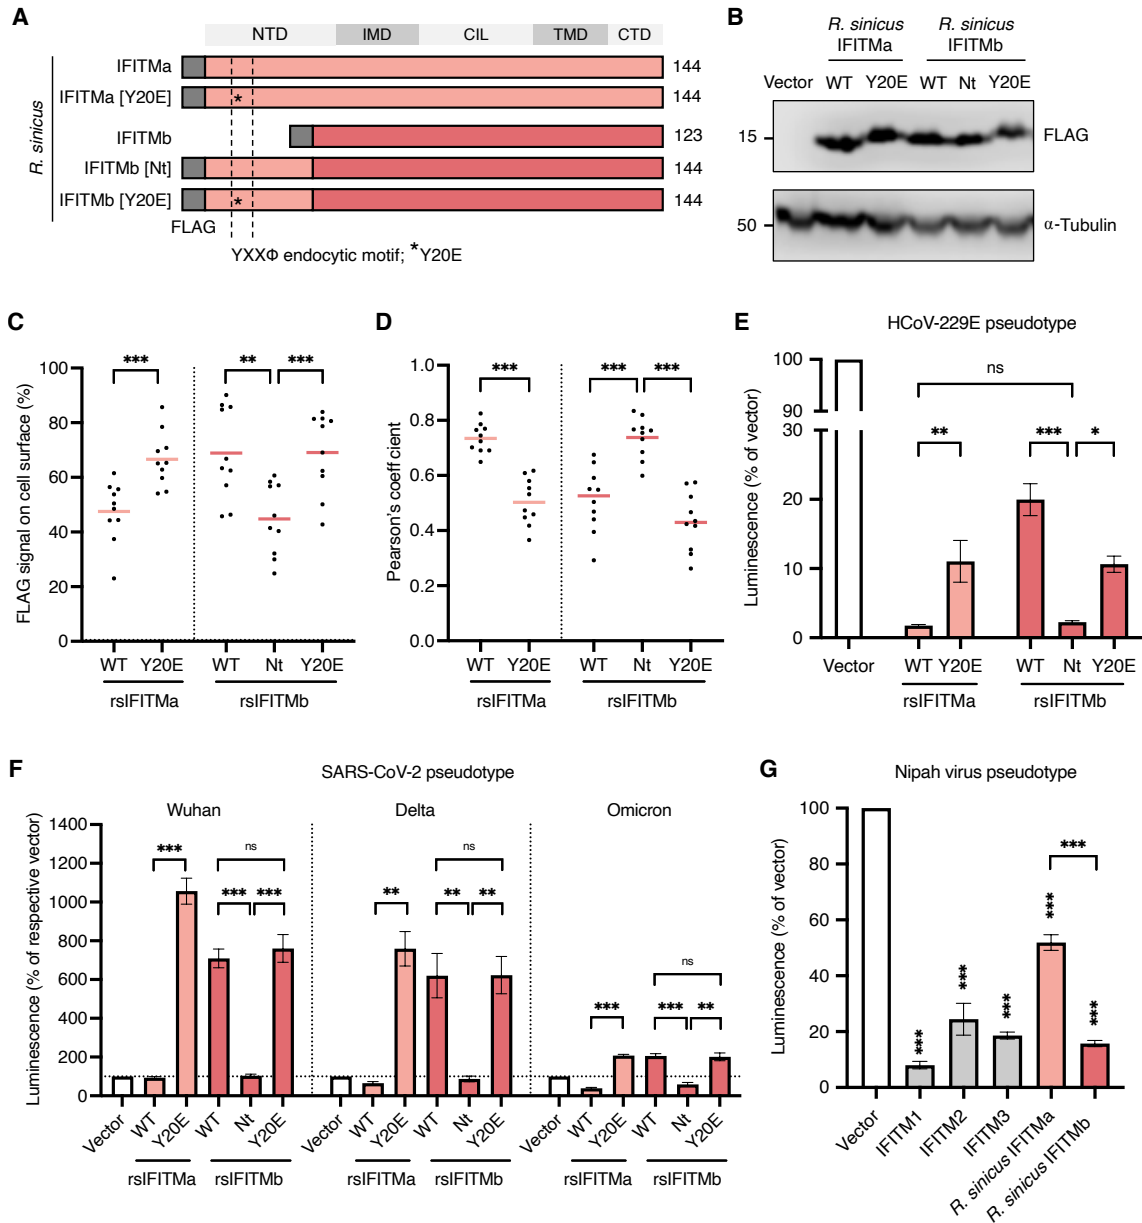 A
NTD IMD CIL TMD CTD
R. sinicus
IFITMa 144
IFITMa [Y20E] * 144
IFITMb 123
IFITMb [Nt] 144
IFITMb [Y20E] * 144
FLAG
YXXΦ endocytic motif; *Y20E
B
R. sinicus R. sinicus
IFITMa IFITMb
Vector WT Y20E WT Nt Y20E
15 FLAG
50 α-Tubulin
C
FLAG signal on cell surface (%)
100
80
60
40
20
0
*** ** ***
WT Y20E WT Nt Y20E
rsIFITMa rsIFITMb
D
Pearson's coefficient
1.0
0.8
0.6
0.4
0.2
0.0
*** *** ***
WT Y20E WT Nt Y20E
rsIFITMa rsIFITMb
E
HCoV-229E pseudotype
Luminescence (% of vector)
100
90
30
20
10
0
ns
** *** *
Vector WT Y20E WT Nt Y20E
rsIFITMa rsIFITMb
F
SARS-CoV-2 pseudotype
Wuhan Delta Omicron
Luminescence (% of respective vector)
1400
1200
1000
800
600
400
200
0
*** ns *** ***
** ns ** **
*** ns *** **
Vector WT Y20E WT Nt Y20E Vector WT Y20E WT Nt Y20E Vector WT Y20E WT Nt Y20E
rsIFITMa rsIFITMb rsIFITMa rsIFITMb rsIFITMa rsIFITMb
G
Nipah virus pseudotype
Luminescence (% of vector)
100
80
60
40
20
0
***
*** *** *** *** ***
Vector IFITM1 IFITM2 IFITM3 R. sinicus IFITMa R. sinicus IFITMb